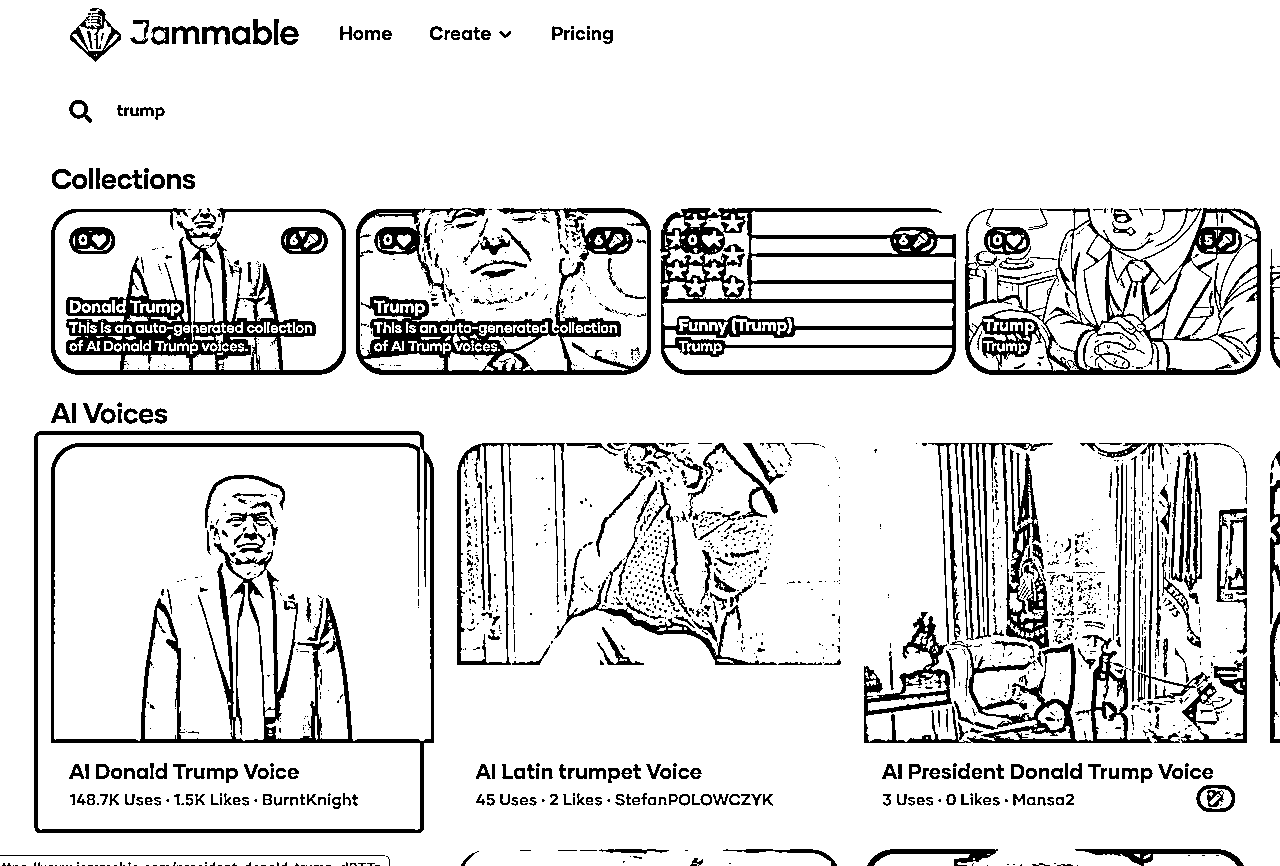 Jammable Home Create Pricing
trump
Collections
0 6 0 6 0 6 0 5
Donald Trump
This is an auto-generated collection
of AI Donald Trump voices.
Trump
This is an auto-generated collection
of AI Trump voices.
Funny (Trump)
Trump
Trump
Trump
AI Voices
AI Donald Trump Voice
148.7K Uses · 1.5K Likes · BurntKnight
AI Latin trumpet Voice
45 Uses · 2 Likes · StefanPOLOWCZYK
AI President Donald Trump Voice
3 Uses · 0 Likes · Mansa2